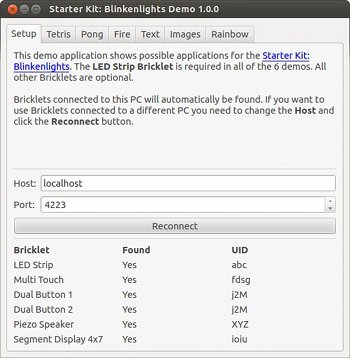 Starter Kit: Blinkenlights Demo 1.0.0
Setup Tetris Pong Fire Text Images Rainbow
This demo application shows possible applications for the Starter Kit:
Blinkenlights. The LED Strip Bricklet is required in all of the 6 demos. All
other Bricklets are optional.
Bricklets connected to this PC will automatically be found. If you want to
use Bricklets connected to a different PC you need to change the Host and
click the Reconnect button.
Host: localhost
Port: 4223
Reconnect
Bricklet Found UID
LED Strip Yes abc
Multi Touch Yes fdsg
Dual Button 1 Yes j2M
Dual Button 2 Yes j2M
Piezo Speaker Yes XYZ
Segment Display 4x7 Yes ioiu